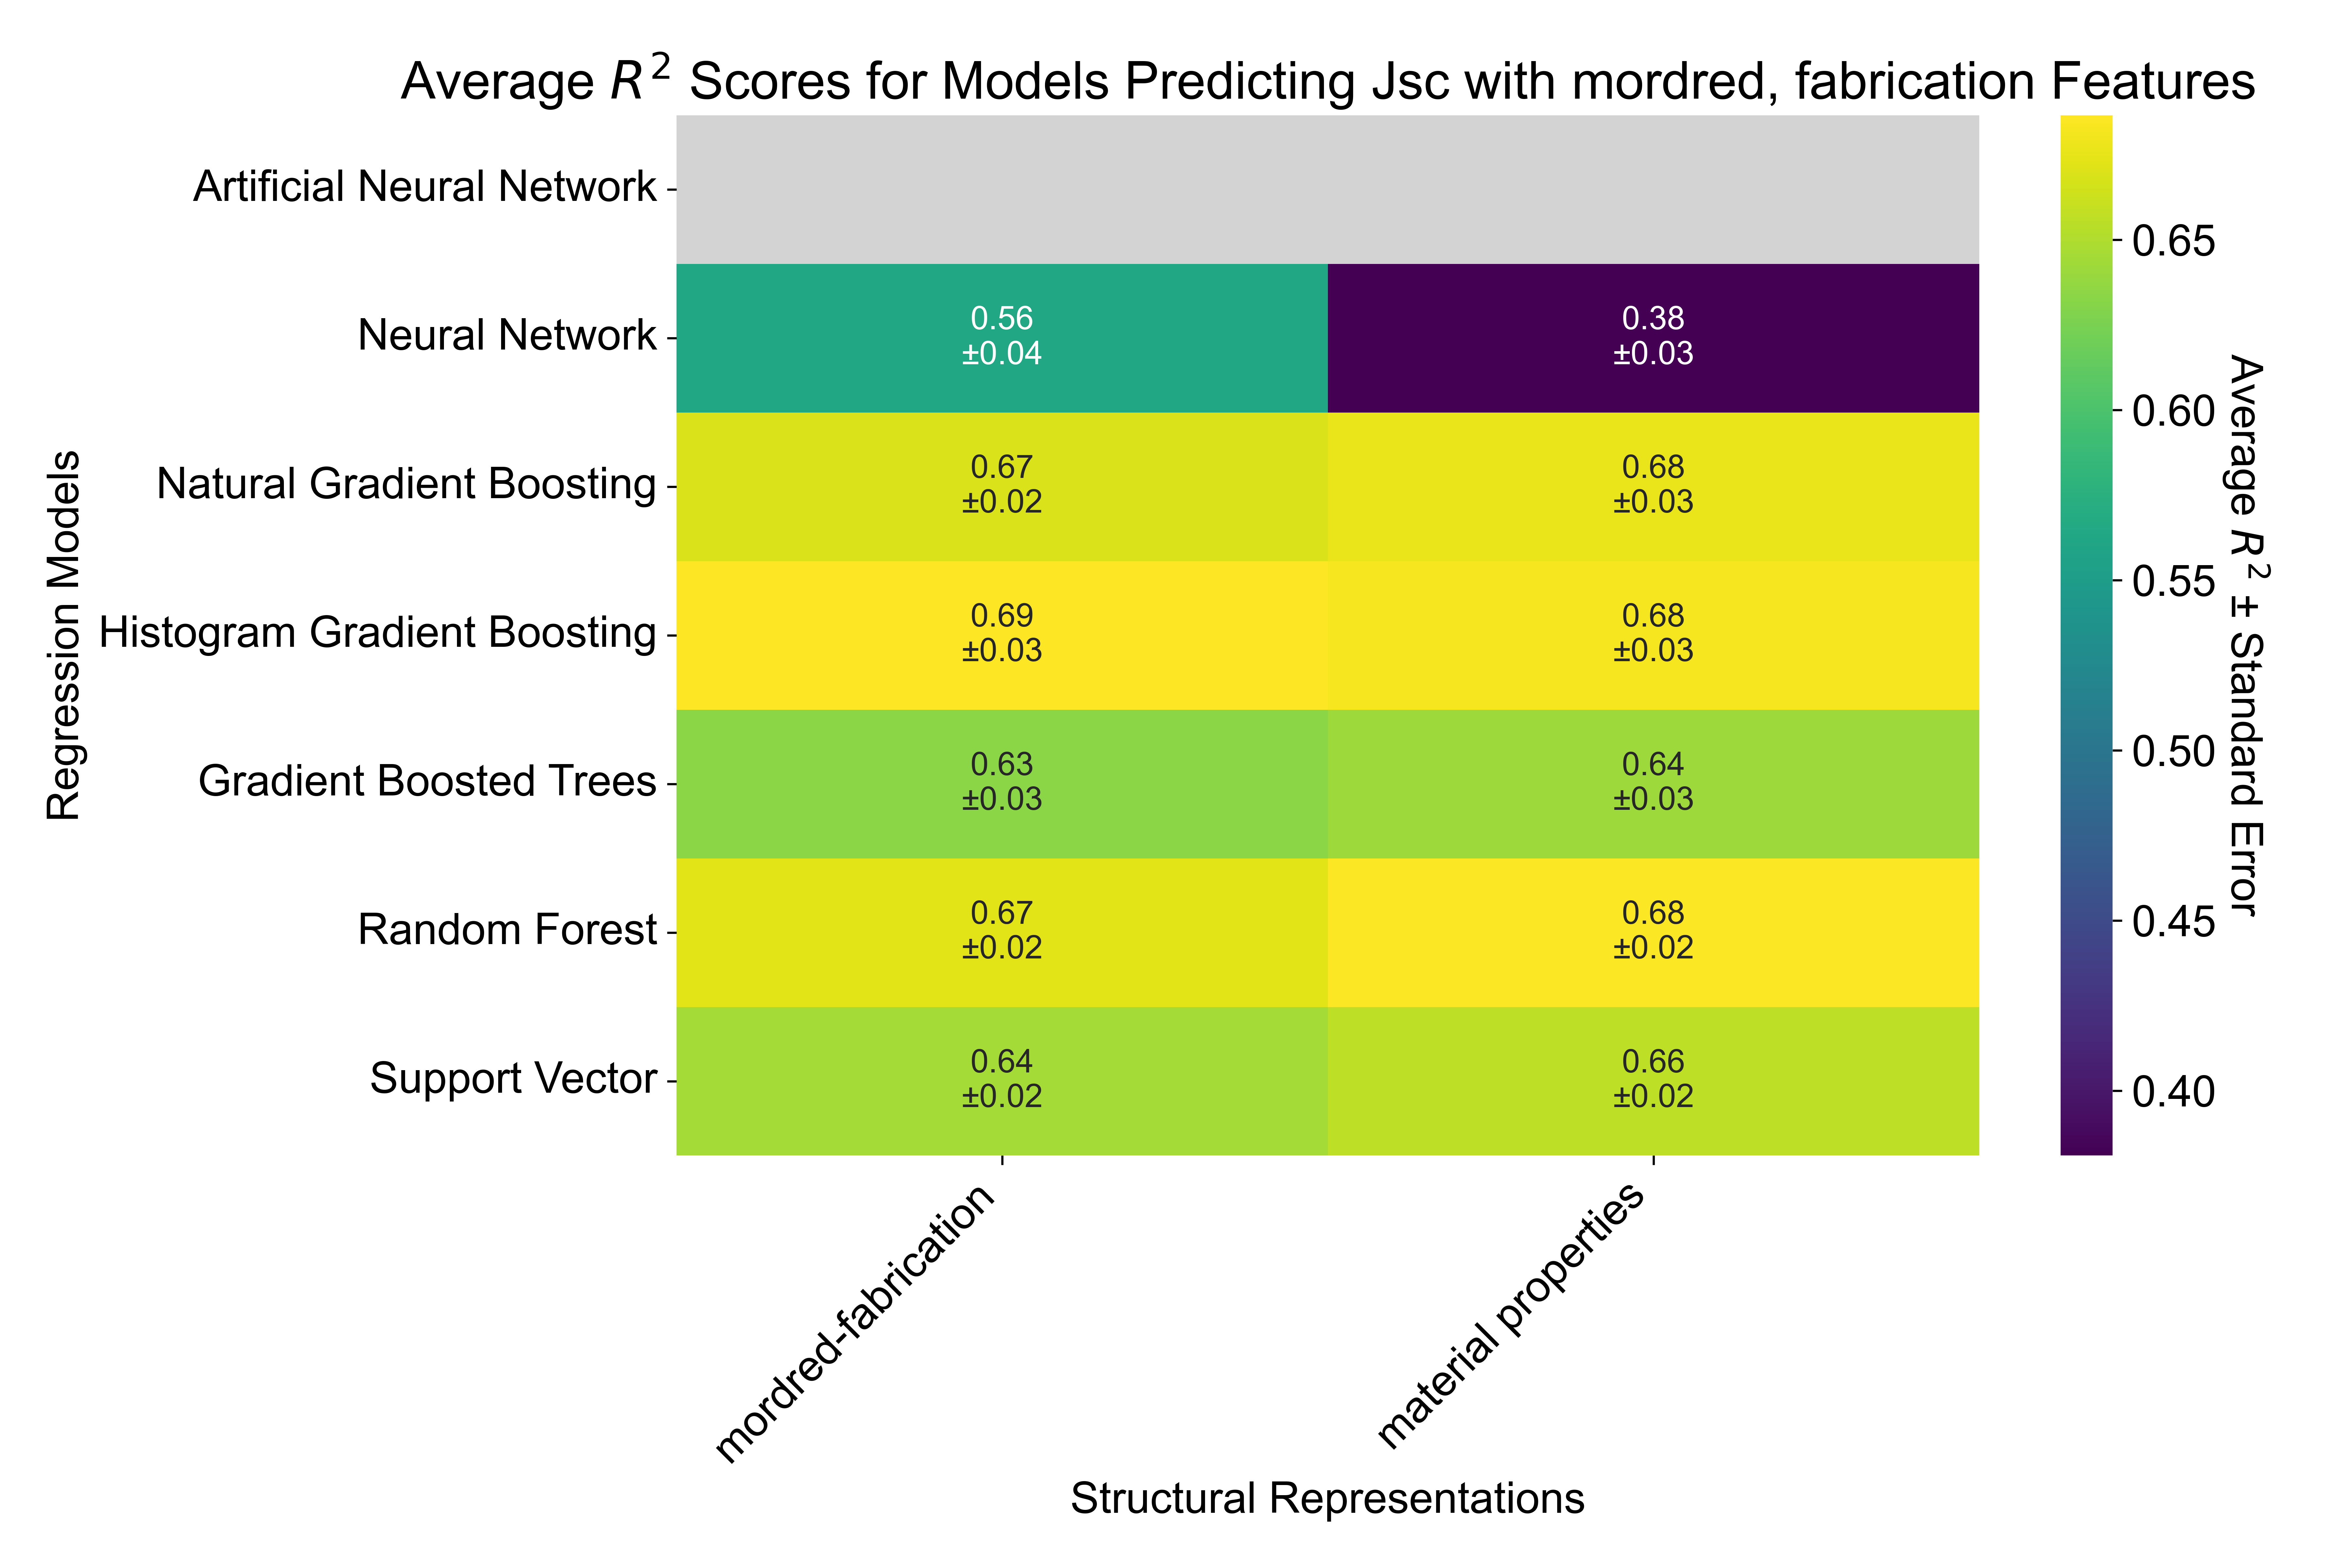 Average R² Scores for Models Predicting Jsc with mordred, fabrication Features
Regression Models
Artificial Neural Network
Neural Network
0.56
±0.04
0.38
±0.03
Natural Gradient Boosting
0.67
±0.02
0.68
±0.03
Histogram Gradient Boosting
0.69
±0.03
0.68
±0.03
Gradient Boosted Trees
0.63
±0.03
0.64
±0.03
Random Forest
0.67
±0.02
0.68
±0.02
Support Vector
0.64
±0.02
0.66
±0.02
mordred-fabrication
material properties
Structural Representations
0.65
0.60
0.55
0.50
0.45
0.40
Average R² ± Standard Error